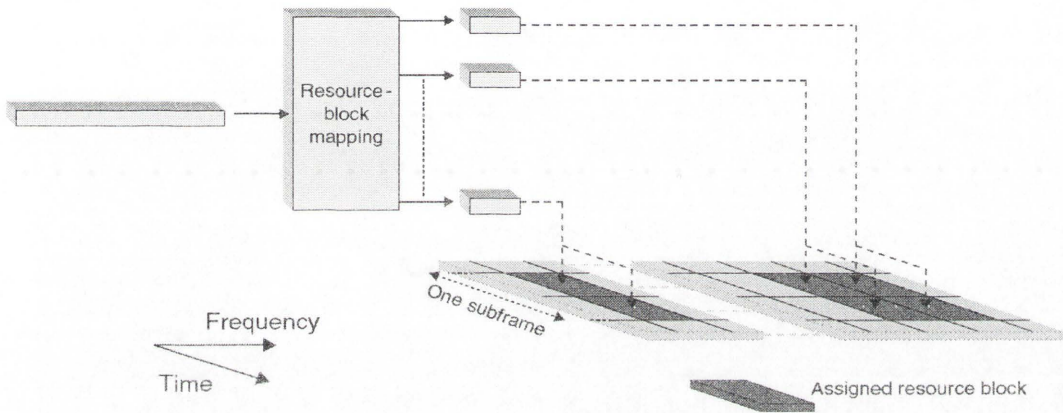 Resource-
block
mapping
One subframe
Frequency
Time
Assigned resource block